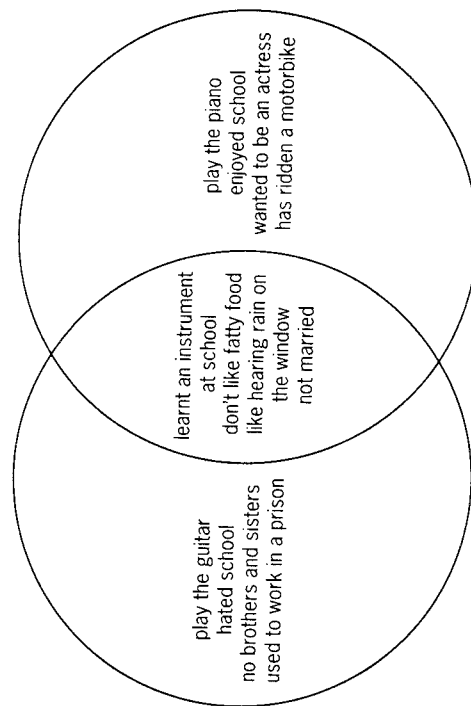 play the guitar
hated school
no brothers and sisters
used to work in a prison
learnt an instrument
at school
don't like fatty food
like hearing rain on
the window
not married
play the piano
enjoyed school
wanted to be an actress
has ridden a motorbike